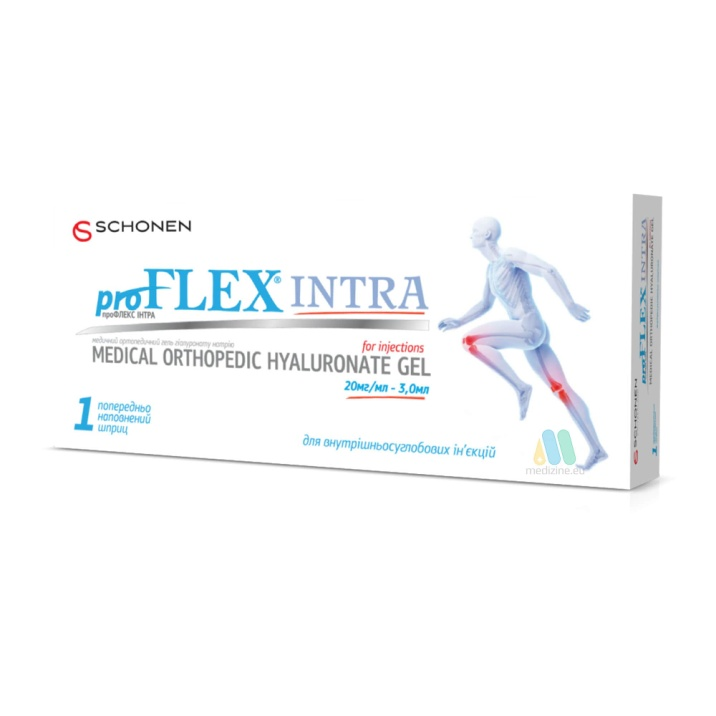 SCHONEN
proFLEX® INTRA
проФЛЕКС ІНТРА
медичний ортопедичний гель гіалуронату натрію
for injections
MEDICAL ORTHOPEDIC HYALURONATE GEL
20мг/мл - 3,0мл
1 попередньо
наповнений
шприц
для внутрішньосуглобових ін'єкцій
medizine.eu
SCHONEN
proFLEX INTRA
MEDICAL ORTHOPEDIC HYALURONATE GEL
1